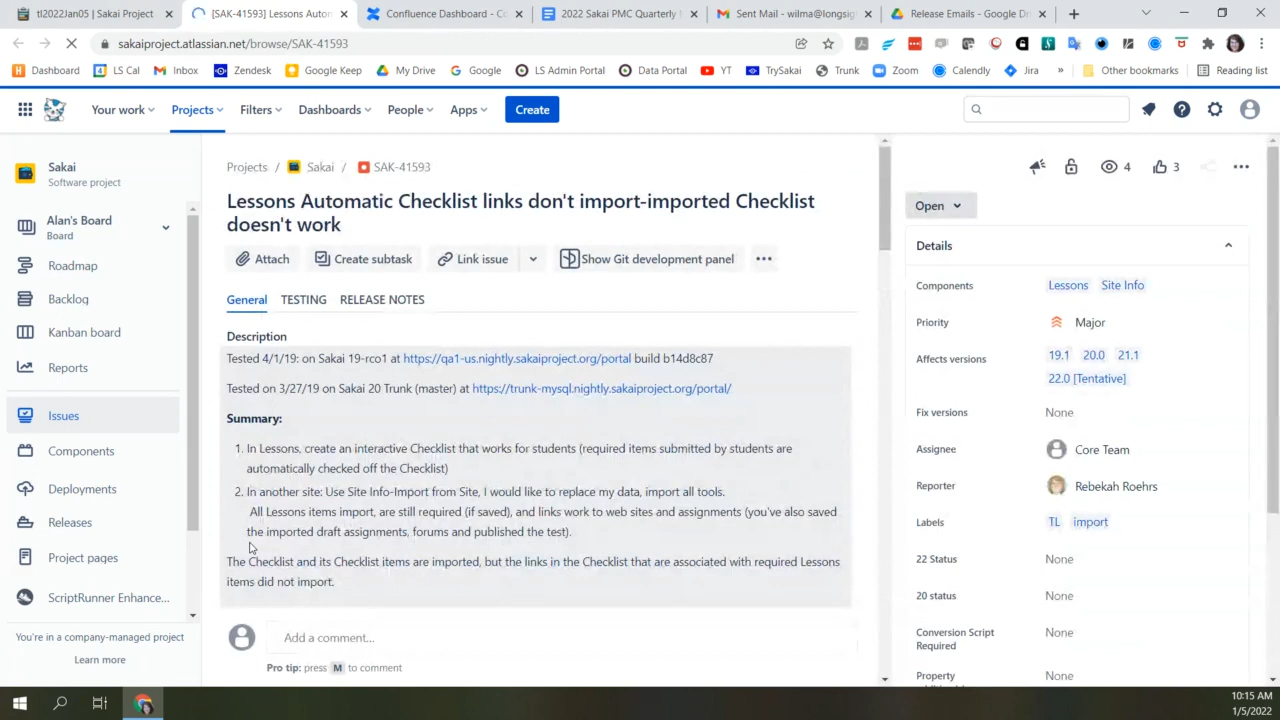 tl2022Jan05 | Sakai Project
[SAK-41593] Lessons Autom
Confluence Dashboard - Co
2022 Sakai PMC Quarterly M
Sent Mail - wilma@longsigh
Release Emails - Google Dr
sakaiproject.atlassian.net/browse/SAK-41593
Dashboard
LS Cal
Inbox
Zendesk
Google Keep
My Drive
Google
LS Admin Portal
Data Portal
YT
TrySakai
Trunk
Zoom
Calendly
Jira
»
Other bookmarks
Reading list
Your work
Projects
Filters
Dashboards
People
Apps
Create
Sakai
Software project
Alan's Board
Board
Roadmap
Backlog
Kanban board
Reports
Issues
Components
Deployments
Releases
Project pages
ScriptRunner Enhance...
You're in a company-managed project
Learn more
Projects / Sakai / SAK-41593
Lessons Automatic Checklist links don't import-imported Checklist
doesn't work
Attach
Create subtask
Link issue
Show Git development panel
General
TESTING
RELEASE NOTES
Description
Tested 4/1/19: on Sakai 19-rco1 at https://qa1-us.nightly.sakaiproject.org/portal build b14d8c87
Tested on 3/27/19 on Sakai 20 Trunk (master) at https://trunk-mysql.nightly.sakaiproject.org/portal/
Summary:
1. In Lessons, create an interactive Checklist that works for students (required items submitted by students are
automatically checked off the Checklist)
2. In another site: Use Site Info-Import from Site, I would like to replace my data, import all tools.
All Lessons items import, are still required (if saved), and links work to web sites and assignments (you've also saved
the imported draft assignments, forums and published the test).
The Checklist and its Checklist items are imported, but the links in the Checklist that are associated with required Lessons
items did not import.
Add a comment...
Pro tip: press M to comment
4
3
Open
Details
Components
Lessons
Site Info
Priority
Major
Affects versions
19.1
20.0
21.1
22.0 [Tentative]
Fix versions
None
Assignee
Core Team
Reporter
Rebekah Roehrs
Labels
TL
import
22 Status
None
20 status
None
Conversion Script
Required
None
Property
None
10:15 AM
1/5/2022